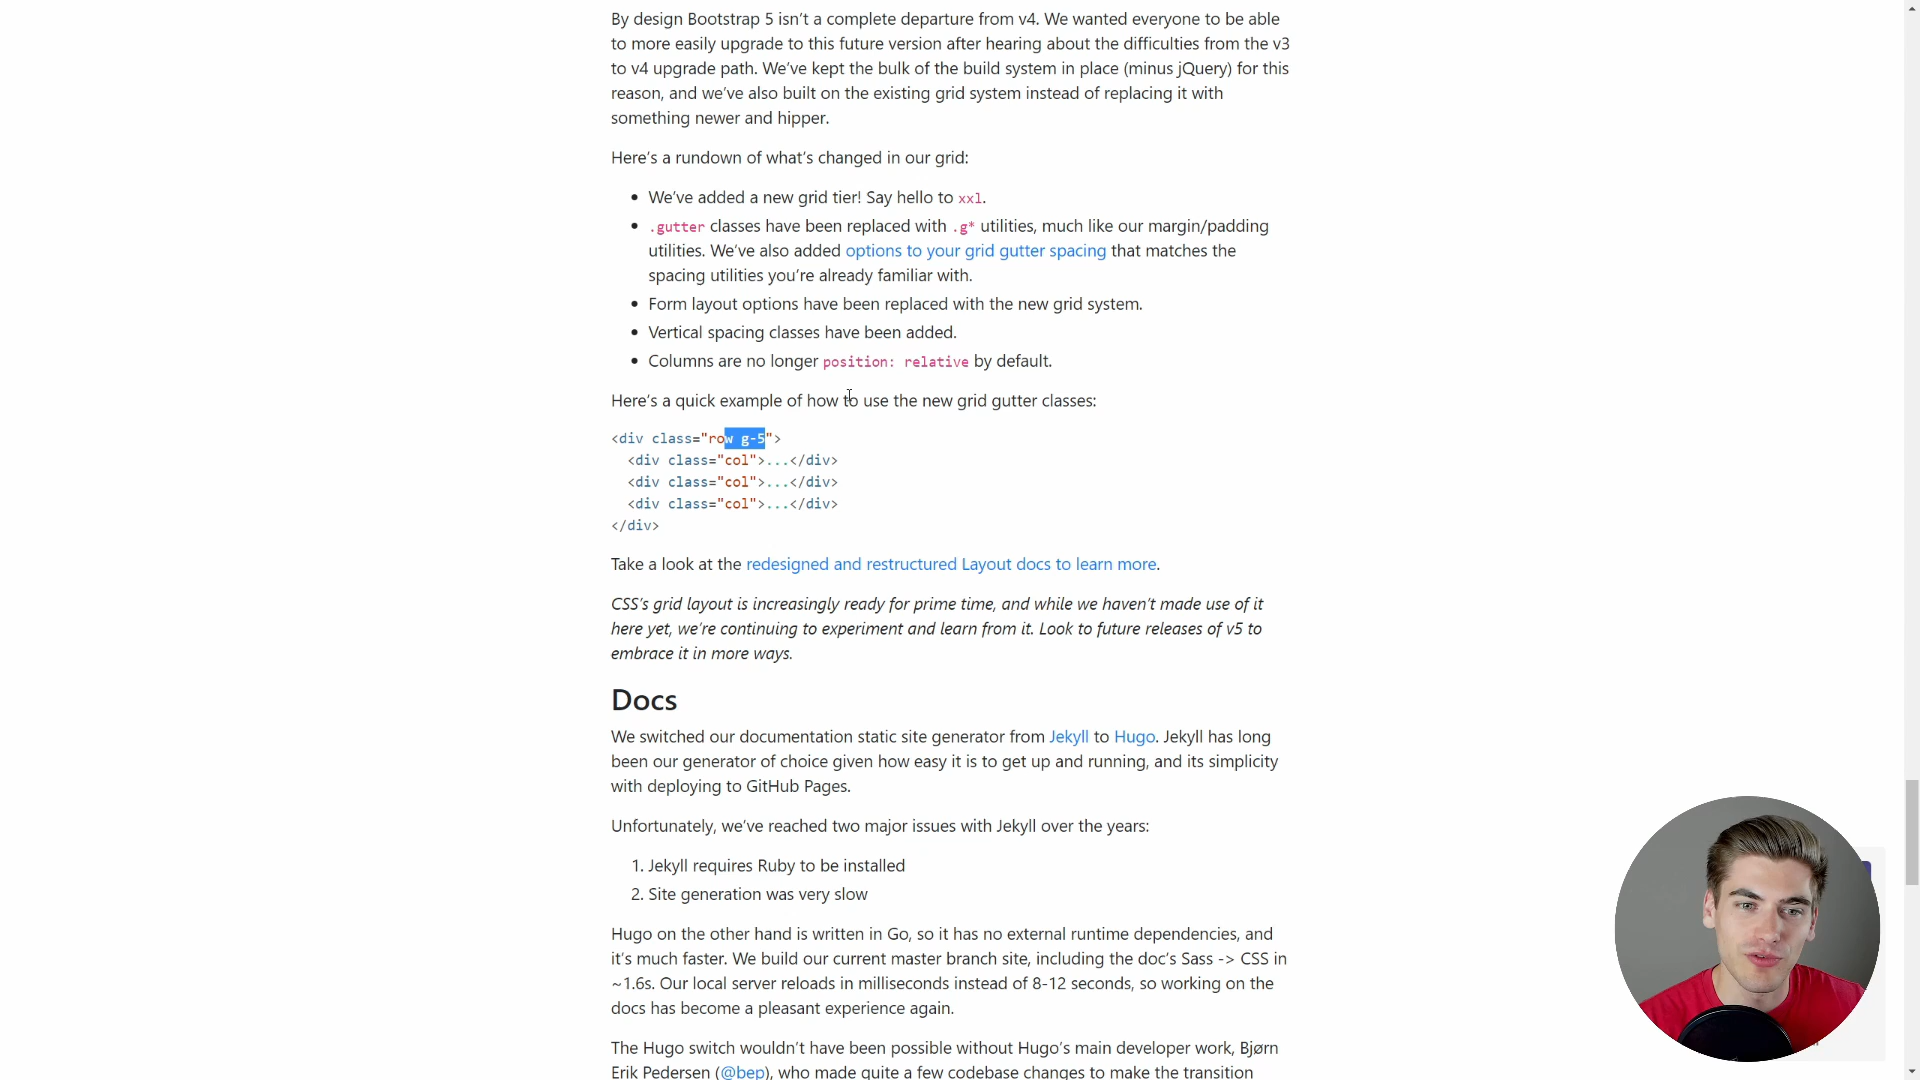 By design Bootstrap 5 isn’t a complete departure from v4. We wanted everyone to be able
to more easily upgrade to this future version after hearing about the difficulties from the v3
to v4 upgrade path. We’ve kept the bulk of the build system in place (minus jQuery) for this
reason, and we’ve also built on the existing grid system instead of replacing it with
something newer and hipper.
Here’s a rundown of what’s changed in our grid:
• We’ve added a new grid tier! Say hello to xxl.
• .gutter classes have been replaced with .g* utilities, much like our margin/padding
utilities. We’ve also added options to your grid gutter spacing that matches the
spacing utilities you’re already familiar with.
• Form layout options have been replaced with the new grid system.
• Vertical spacing classes have been added.
• Columns are no longer position: relative by default.
Here’s a quick example of how to use the new grid gutter classes:
<div class="row g-5">
  <div class="col">...</div>
  <div class="col">...</div>
  <div class="col">...</div>
</div>
Take a look at the redesigned and restructured Layout docs to learn more.
CSS’s grid layout is increasingly ready for prime time, and while we haven’t made use of it
here yet, we’re continuing to experiment and learn from it. Look to future releases of v5 to
embrace it in more ways.
Docs
We switched our documentation static site generator from Jekyll to Hugo. Jekyll has long
been our generator of choice given how easy it is to get up and running, and its simplicity
with deploying to GitHub Pages.
Unfortunately, we’ve reached two major issues with Jekyll over the years:
1. Jekyll requires Ruby to be installed
2. Site generation was very slow
Hugo on the other hand is written in Go, so it has no external runtime dependencies, and
it’s much faster. We build our current master branch site, including the doc’s Sass -> CSS in
~1.6s. Our local server reloads in milliseconds instead of 8-12 seconds, so working on the
docs has become a pleasant experience again.
The Hugo switch wouldn’t have been possible without Hugo’s main developer work, Bjørn
Erik Pedersen (@bep), who made quite a few codebase changes to make the transition